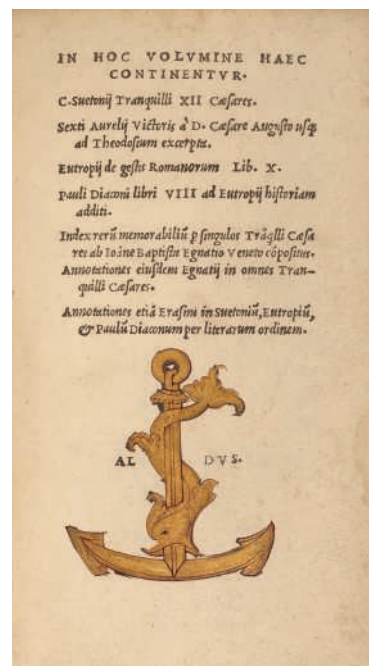 IN HOC VOLVMINE HAEC
CONTINENTVR.
C. Suetonij Tranquilli XII Cæsares.
Sexti Aurelij Victoris à D. Cæsare Augusto usq;
ad Theodosium excerpta.
Eutropij de gestis Romanorum Lib. X.
Pauli Diaconi libri VIII ad Eutropij historiam
additi.
Index rerũ memorabiliũ p singulos Trãqlli Cæsa
res ab Ioãne Baptista Egnatio Veneto cõpositus.
Annotationes eiusdem Egnatij in omnes Tran-
quilli Cæsares.
Annotationes etiã Erasmi in Suetoniũ, Eutropiũ,
& Paulũ Diaconum per literarum ordinem.
AL DVS.